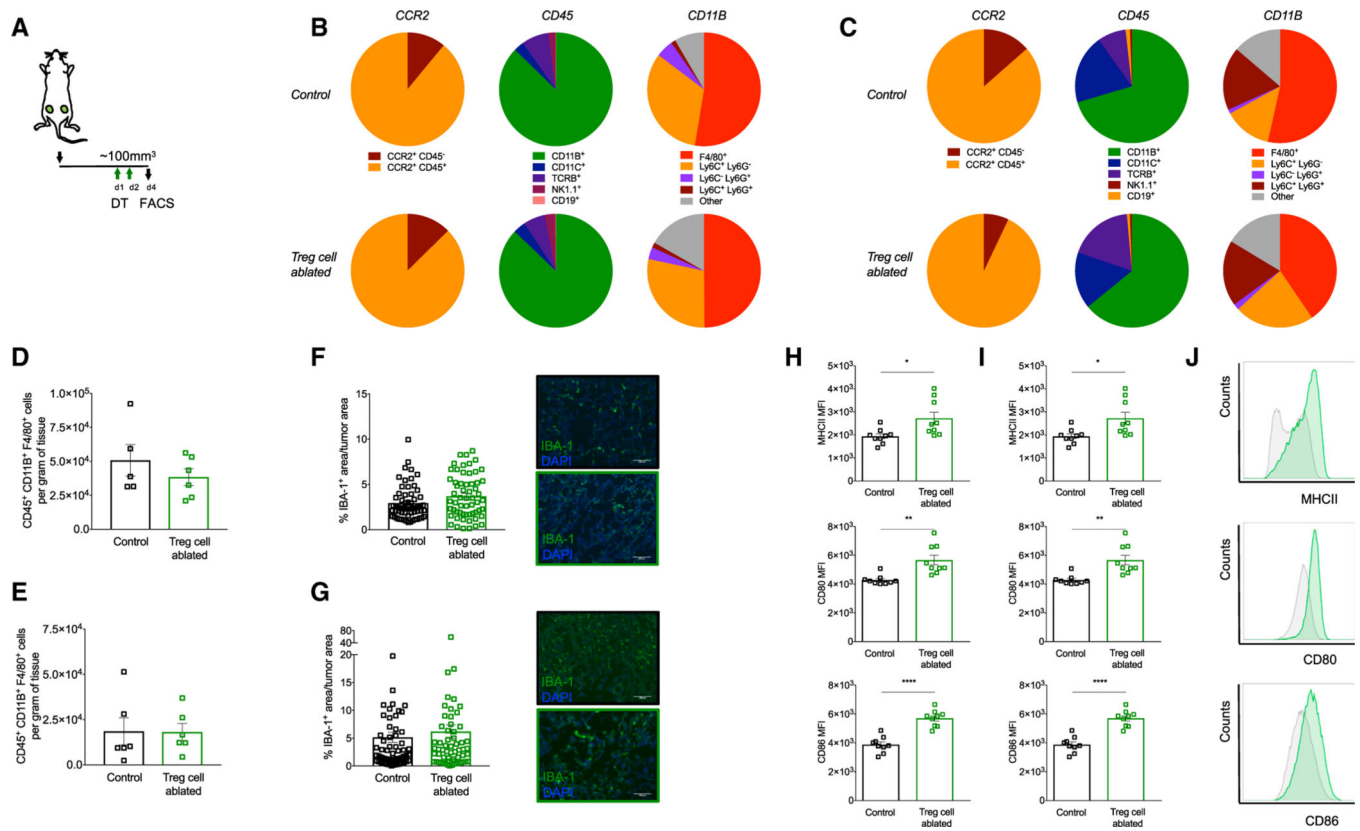 A
~100mm³
d1 d2 d4
DT FACS
B
CCR2 CD45 CD11B
Control
CCR2⁺ CD45⁻
CCR2⁺ CD45⁺
CD11B⁺
CD11C⁺
TCRB⁺
NK1.1⁺
CD19⁺
F4/80⁺
Ly6C⁺ Ly6G⁻
Ly6C⁻ Ly6G⁺
Ly6C⁺ Ly6G⁺
Other
Treg cell
ablated
C
CCR2 CD45 CD11B
Control
CCR2⁺ CD45⁻
CCR2⁺ CD45⁺
CD11B⁺
CD11C⁺
TCRB⁺
NK1.1⁺
CD19⁺
F4/80⁺
Ly6C⁺ Ly6G⁻
Ly6C⁻ Ly6G⁺
Ly6C⁺ Ly6G⁺
Other
Treg cell
ablated
D
CD45⁺ CD11B⁺ F4/80⁺ cells
per gram of tissue
1.0×10⁵
7.5×10⁴
5.0×10⁴
2.5×10⁴
0
Control Treg cell
ablated
E
CD45⁺ CD11B⁺ F4/80⁺ cells
per gram of tissue
7.5×10⁴
5.0×10⁴
2.5×10⁴
0
Control Treg cell
ablated
F
% IBA-1⁺ area/tumor area
15
10
5
0
Control Treg cell
ablated
IBA-1
DAPI
IBA-1
DAPI
G
% IBA-1⁺ area/tumor area
80
40
20
15
10
5
0
Control Treg cell
ablated
IBA-1
DAPI
IBA-1
DAPI
H
MHCII MFI
5×10³
4×10³
3×10³
2×10³
1×10³
0
*
Control Treg cell
ablated
CD80 MFI
8×10³
6×10³
4×10³
2×10³
0
**
Control Treg cell
ablated
CD86 MFI
8×10³
6×10³
4×10³
2×10³
0
****
Control Treg cell
ablated
I
MHCII MFI
5×10³
4×10³
3×10³
2×10³
1×10³
0
*
Control Treg cell
ablated
CD80 MFI
8×10³
6×10³
4×10³
2×10³
0
**
Control Treg cell
ablated
CD86 MFI
8×10³
6×10³
4×10³
2×10³
0
****
Control Treg cell
ablated
J
Counts
MHCII
Counts
CD80
Counts
CD86